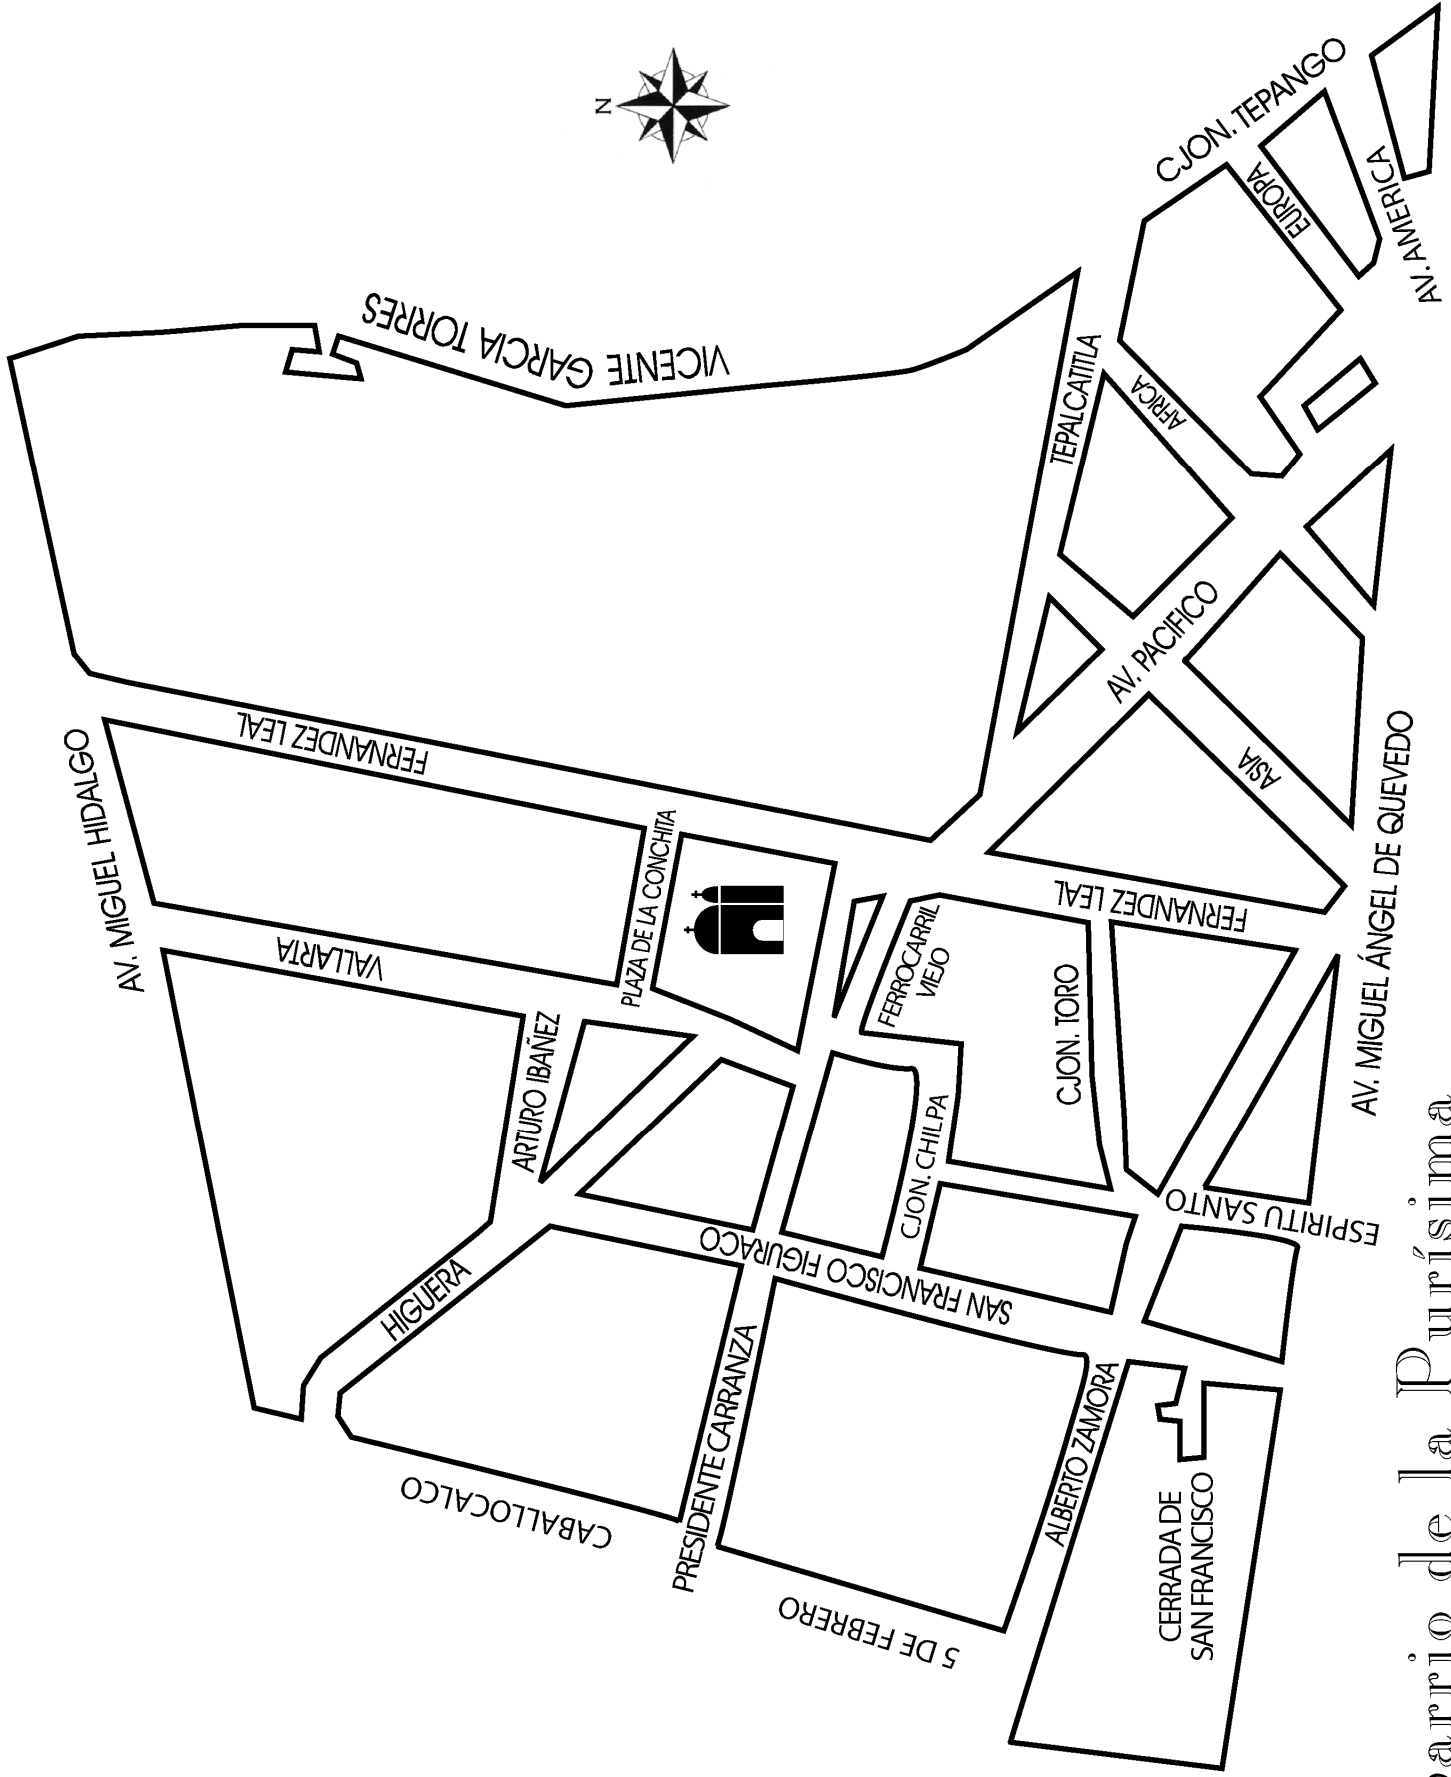 N
CJON. TEPANGO
EUROPA
AV. AMERICA
VICENTE GARCIA TORRES
TEPALCATITLA
AFRICA
AV. PACIFICO
ASIA
AV. MIGUEL HIDALGO
FERNANDEZ LEAL
PLAZA DE LA CONCHITA
VALLARTA
ARTURO IBAÑEZ
FERROCARRIL
VIEJO
FERNANDEZ LEAL
CJON. TORO
AV. MIGUEL ÁNGEL DE QUEVEDO
CJON. CHILPA
ESPIRITU SANTO
SAN FRANCISCO FIGURACO
HIGUERA
PRESIDENTE CARRANZA
ALBERTO ZAMORA
CABALLOCALCO
5 DE FEBRERO
CERRADA DE
SAN FRANCISCO
barrio de la Purísima